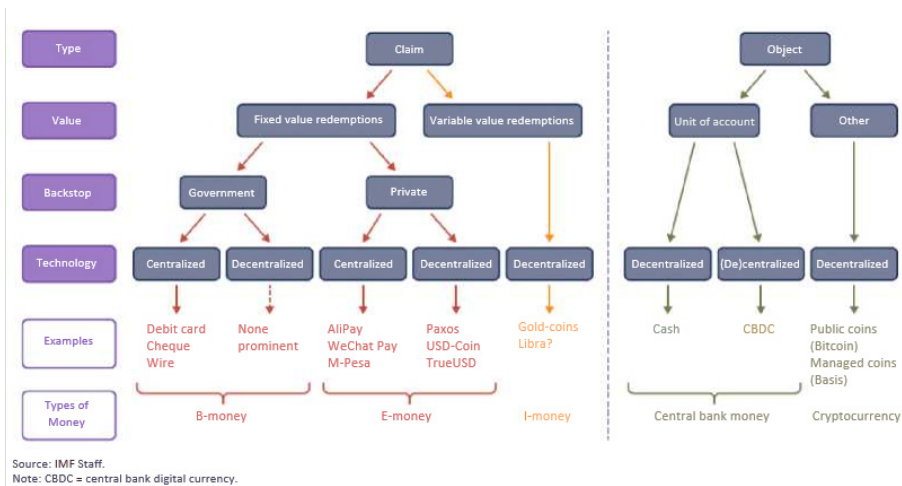 Type
Claim
Object
Value
Fixed value redemptions
Variable value redemptions
Unit of account
Other
Backstop
Government
Private
Technology
Centralized
Decentralized
Centralized
Decentralized
Decentralized
Decentralized
(De)centralized
Decentralized
Examples
Debit card
Cheque
Wire
None
prominent
AliPay
WeChat Pay
M-Pesa
Paxos
USD-Coin
TrueUSD
Gold-coins
Libra?
Cash
CBDC
Public coins
(Bitcoin)
Managed coins
(Basis)
Types of
Money
B-money
E-money
I-money
Central bank money
Cryptocurrency
Source: IMF Staff.
Note: CBDC = central bank digital currency.